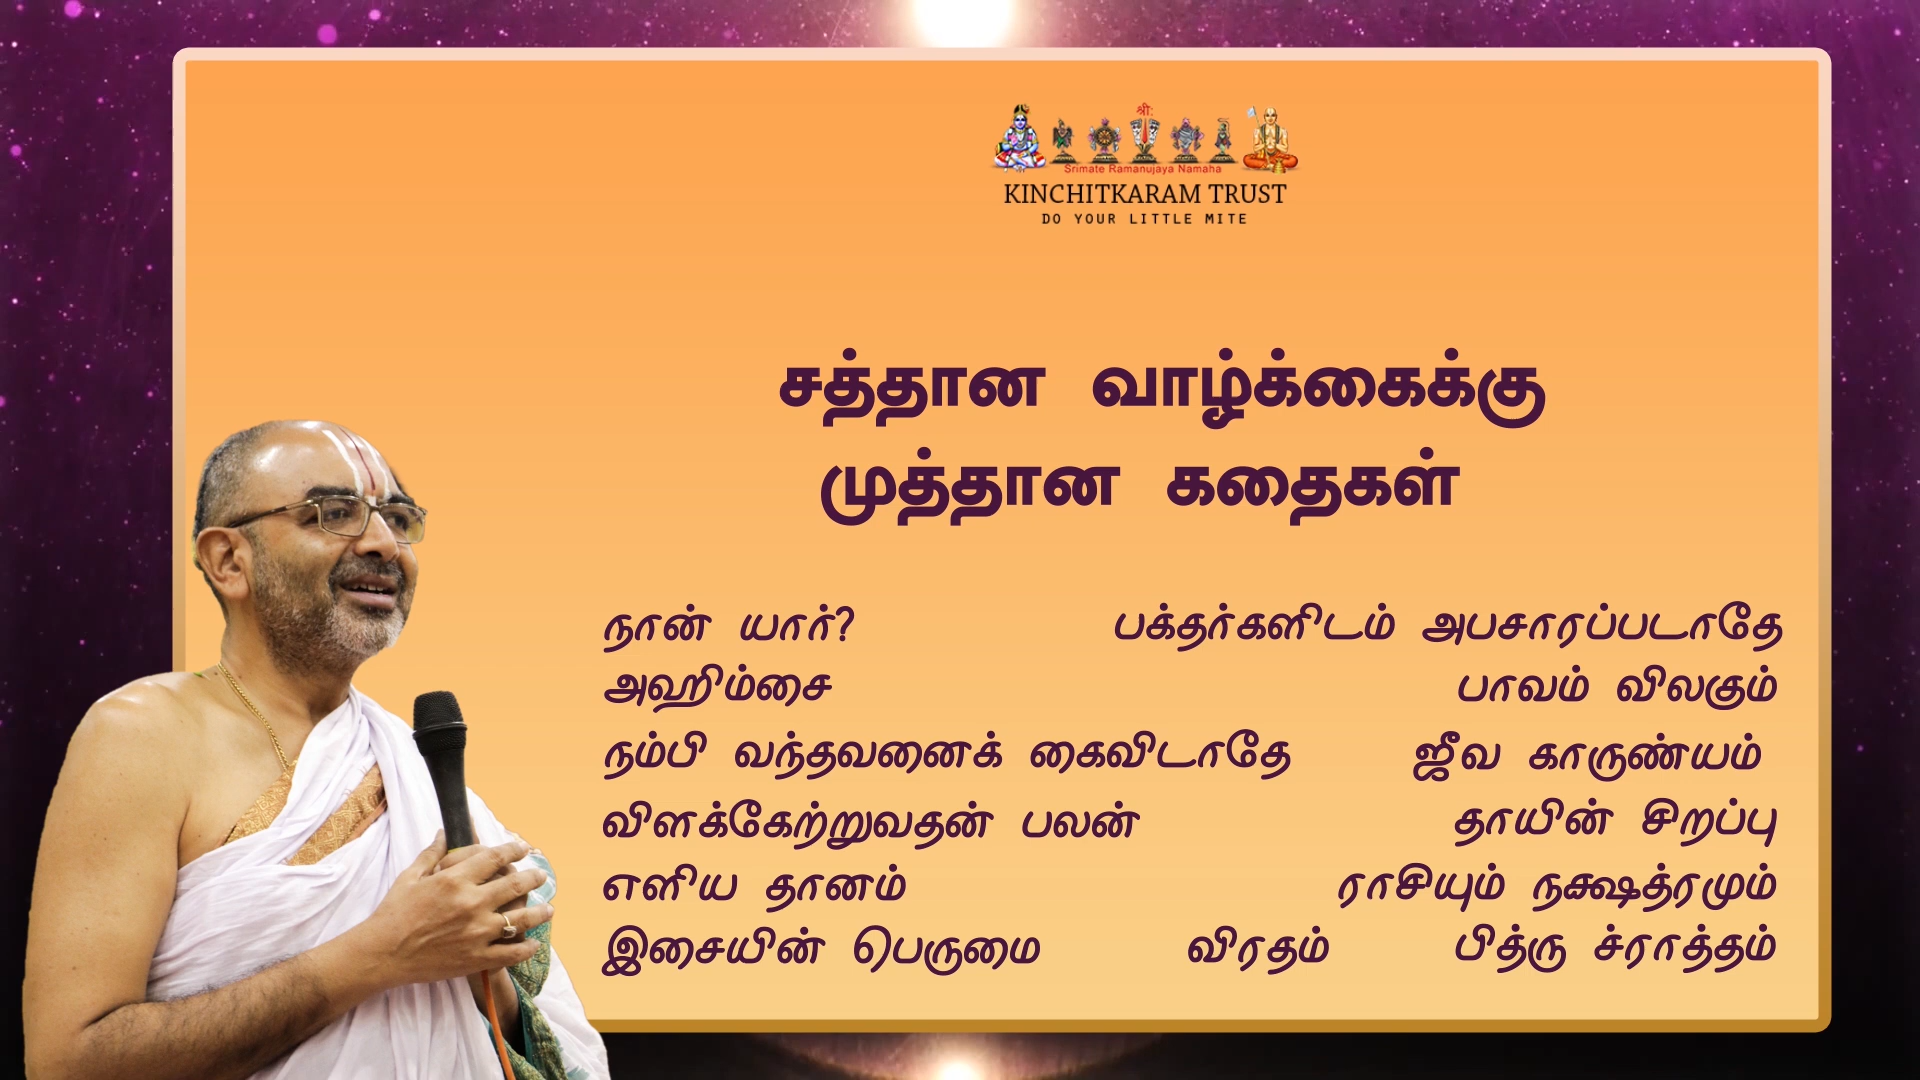 श्री:
Srimate Ramanujaya Namaha
KINCHITKARAM TRUST
DO YOUR LITTLE MITE
சத்தான வாழ்க்கைக்கு
முத்தான கதைகள்
நான் யார்? பக்தர்களிடம் அபசாரப்படாதே
அஹிம்சை பாவம் விலகும்
நம்பி வந்தவனைக் கைவிடாதே ஜீவ காருண்யம்
விளக்கேற்றுவதன் பலன் தாயின் சிறப்பு
எளிய தானம் ராசியும் நக்ஷத்ரமும்
இசையின் பெருமை விரதம் பித்ரு ச்ராத்தம்